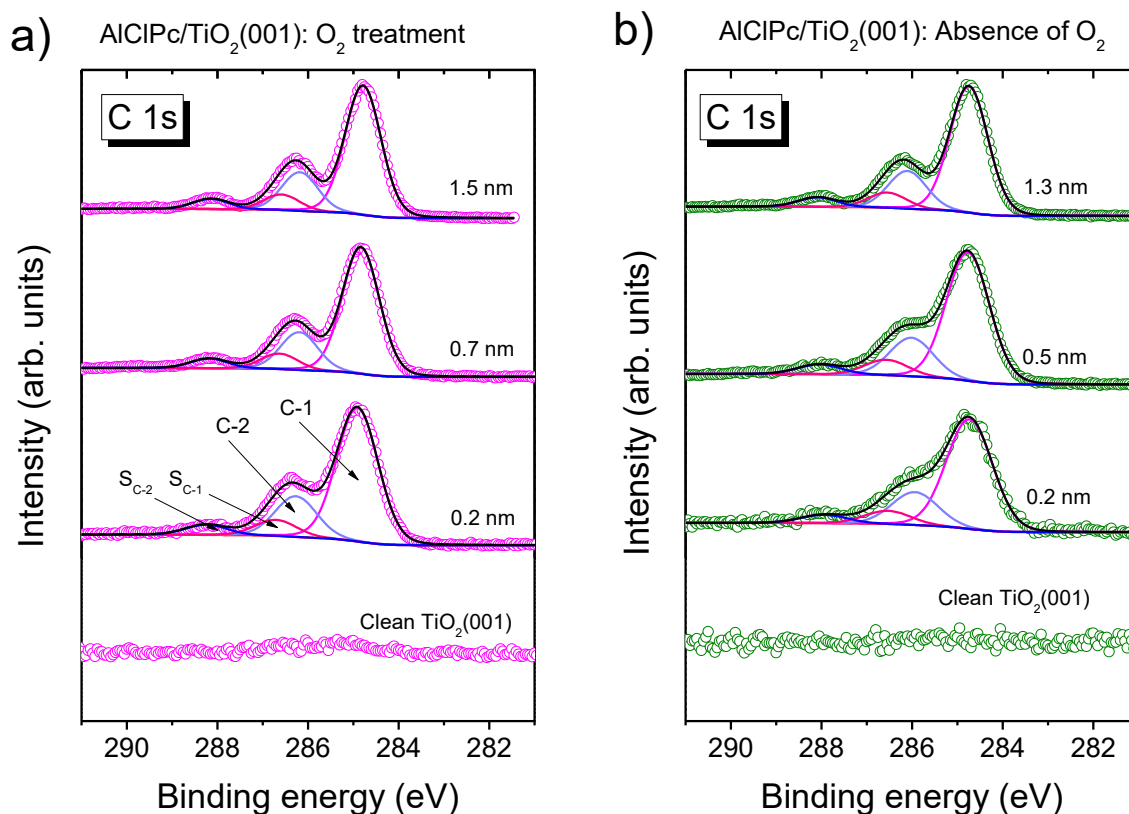 a) AlClPc/TiO₂(001): O₂ treatment
C 1s
1.5 nm
0.7 nm
C-1
C-2
S_C-1
S_C-2
0.2 nm
Clean TiO₂(001)
Intensity (arb. units)
290 288 286 284 282
Binding energy (eV)
b) AlClPc/TiO₂(001): Absence of O₂
C 1s
1.3 nm
0.5 nm
0.2 nm
Clean TiO₂(001)
Intensity (arb. units)
290 288 286 284 282
Binding energy (eV)